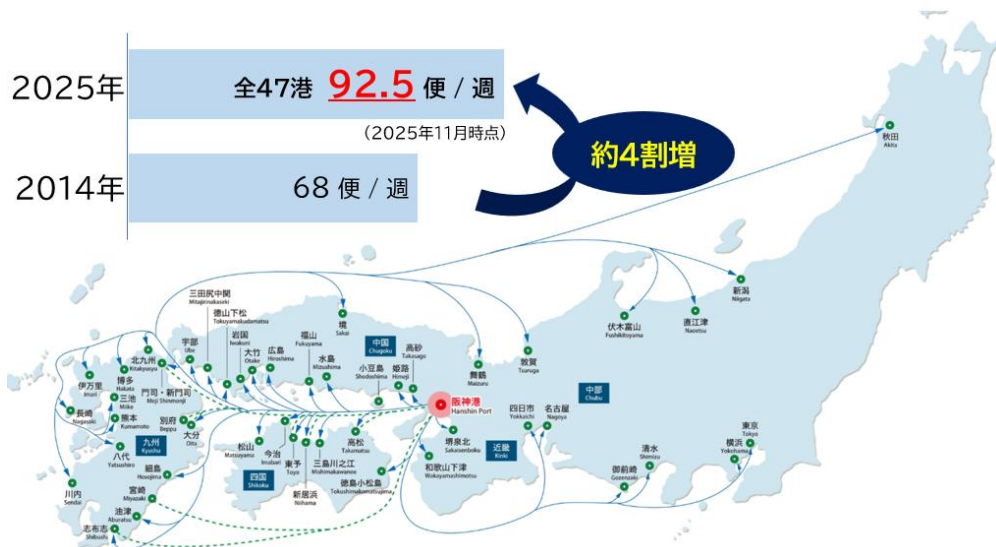 2025年
全47港 92.5 便 / 週
(2025年11月時点)
約4割増
2014年
68 便 / 週
秋田
Akita
新潟
Niigata
直江津
Naoetsu
伏木富山
Fushikitoyama
敦賀
Tsuruga
舞鶴
Maizuru
境
Sakai
三田尻中関
Mitajirinakaseki
徳山下松
Tokuyamakudamatsu
宇部
Ube
岩国
Iwakuni
大竹
Otake
広島
Hiroshima
福山
Fukuyama
水島
Mizushima
中国
Chugoku
小豆島
Shodoshima
高砂
Takasago
姫路
Himeji
阪神港
Hanshin Port
堺泉北
Sakaisenboku
和歌山下津
Wakayamashimotsu
近畿
Kinki
四日市
Yokkaichi
名古屋
Nagoya
中部
Chubu
御前崎
Gozenzaki
清水
Shimizu
横浜
Yokohama
東京
Tokyo
北九州
Kitakyusyu
門司・新門司
Moji Shinmonji
伊万里
Imari
博多
Hakata
三池
Miike
長崎
Nagasaki
熊本
Kumamoto
八代
Yatsushiro
九州
Kyushu
別府
Beppu
大分
Oita
細島
Hososjima
宮崎
Miyazaki
油津
Aburatsu
川内
Sendai
志布志
Shibushi
松山
Matsuyama
今治
Imabari
東予
Toyo
新居浜
Niihama
三島川之江
Mishimakawanoe
高松
Takamatsu
徳島小松島
Tokushimakomatsujima
四国
Shikoku